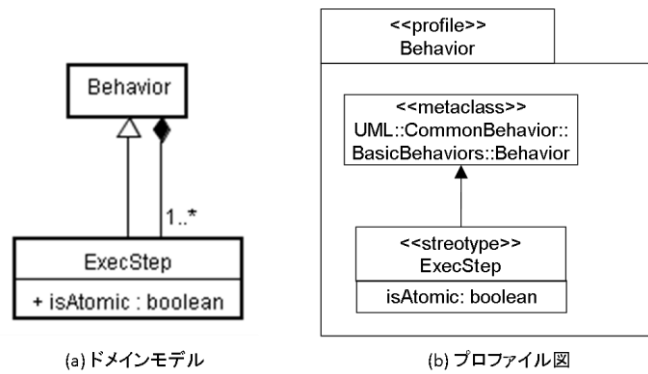 Behavior
1..*
ExecStep
+ isAtomic : boolean
(a) ドメインモデル
<<profile>>
Behavior
<<metaclass>>
UML::CommonBehavior::
BasicBehaviors::Behavior
<<streotype>>
ExecStep
isAtomic: boolean
(b) プロファイル図